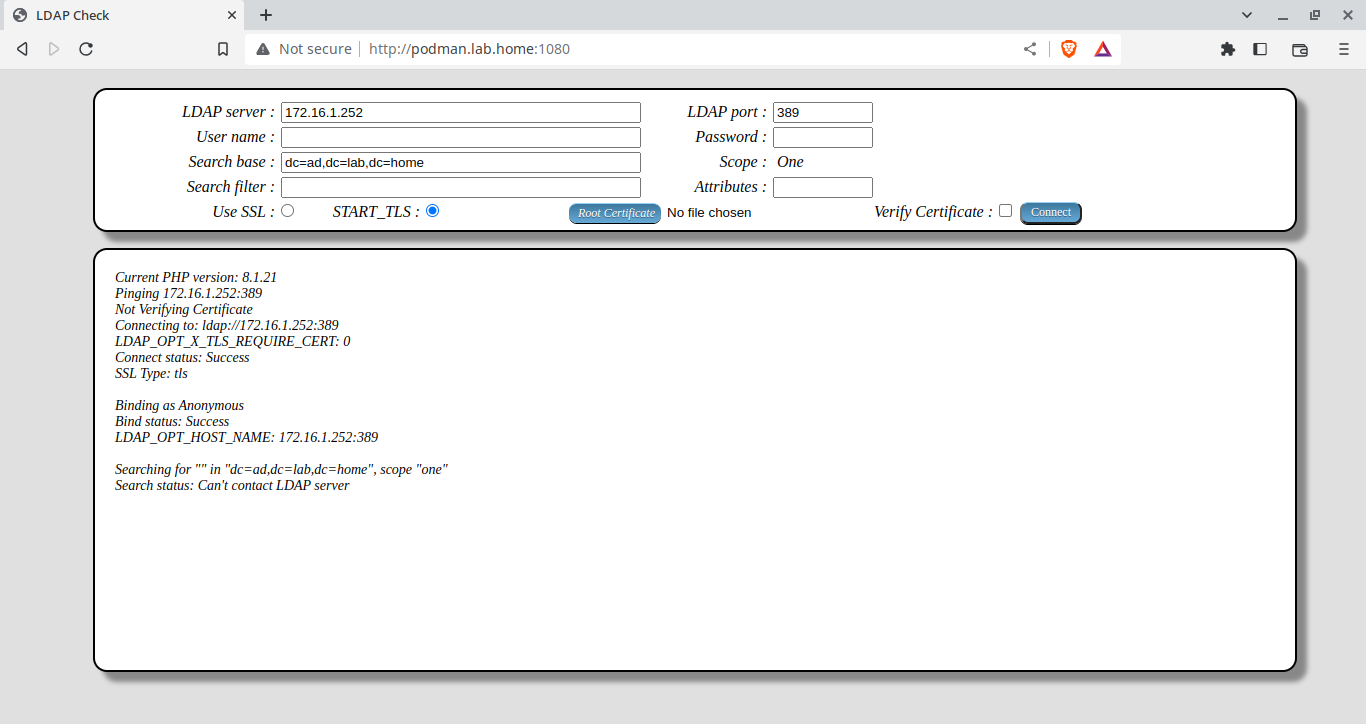 LDAP Check
Not secure http://podman.lab.home:1080
LDAP server : 172.16.1.252 LDAP port : 389
User name : Password :
Search base : dc=ad,dc=lab,dc=home Scope : One
Search filter : Attributes :
Use SSL : START_TLS : Root Certificate No file chosen Verify Certificate : Connect
Current PHP version: 8.1.21
Pinging 172.16.1.252:389
Not Verifying Certificate
Connecting to: ldap://172.16.1.252:389
LDAP_OPT_X_TLS_REQUIRE_CERT: 0
Connect status: Success
SSL Type: tls
Binding as Anonymous
Bind status: Success
LDAP_OPT_HOST_NAME: 172.16.1.252:389
Searching for "" in "dc=ad,dc=lab,dc=home", scope "one"
Search status: Can't contact LDAP server